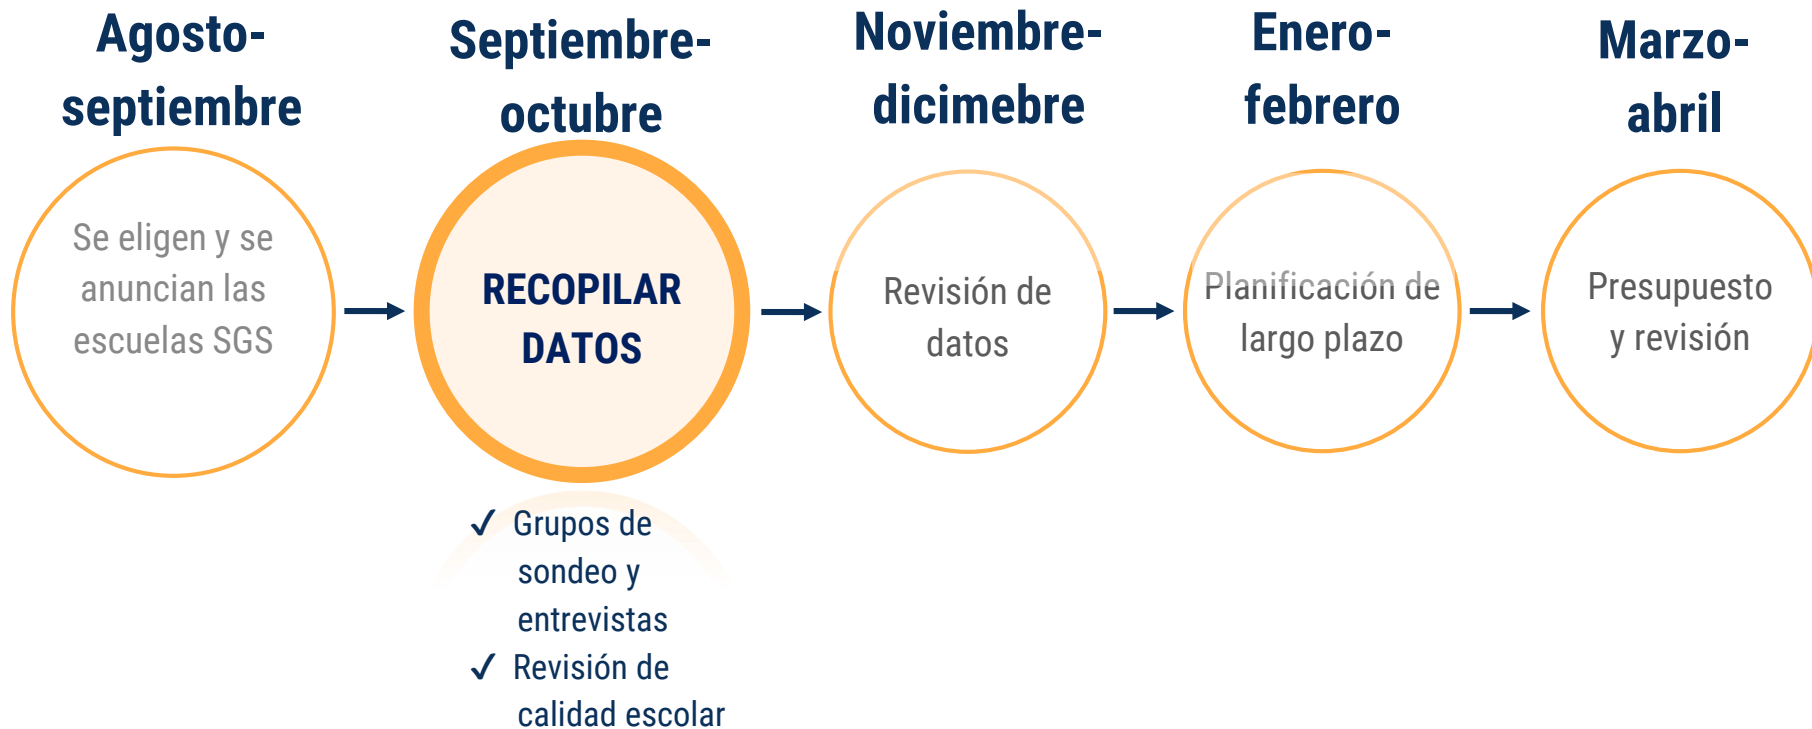 Agosto-
septiembre
Se eligen y se
anuncian las
escuelas SGS
Septiembre-
octubre
RECOPILAR
DATOS
✓ Grupos de
sondeo y
entrevistas
✓ Revisión de
calidad escolar
Noviembre-
dicimebre
Revisión de
datos
Enero-
febrero
Planificación de
largo plazo
Marzo-
abril
Presupuesto
y revisión